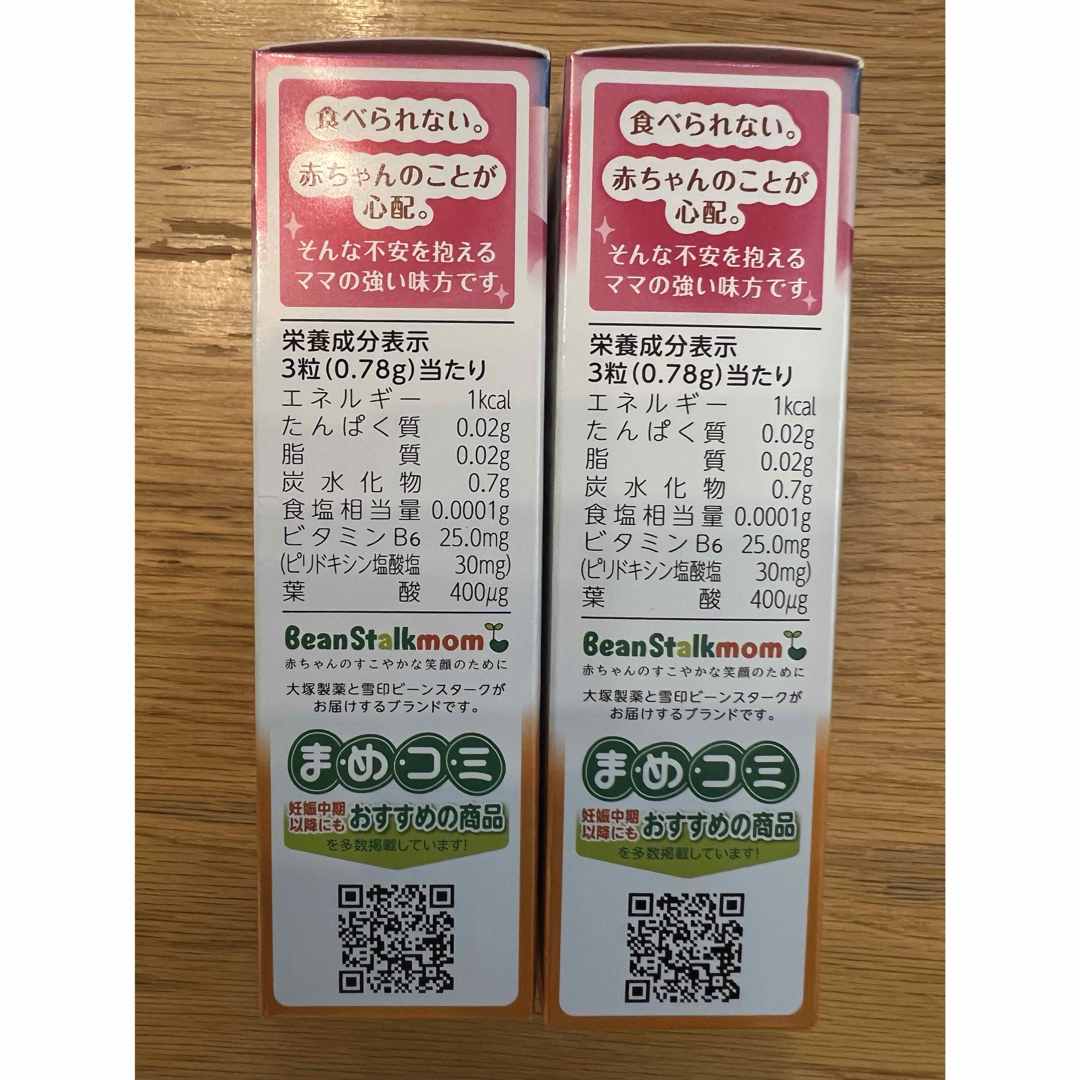 食べられない。
赤ちゃんのことが
心配。
そんな不安を抱える
ママの強い味方です
栄養成分表示
3粒(0.78g)当たり
エネルギー 1kcal
たんぱく質 0.02g
脂質 0.02g
炭水化物 0.7g
食塩相当量 0.0001g
ビタミンB6 25.0mg
(ピリドキシン塩酸塩 30mg)
葉酸 400μg
BeanStalkmom
赤ちゃんのすこやかな笑顔のために
大塚製薬と雪印ビーンスタークが
お届けするブランドです。
ま・め・コ・ミ
妊娠中期
以降にも おすすめの商品
を多数掲載しています!
食べられない。
赤ちゃんのことが
心配。
そんな不安を抱える
ママの強い味方です
栄養成分表示
3粒(0.78g)当たり
エネルギー 1kcal
たんぱく質 0.02g
脂質 0.02g
炭水化物 0.7g
食塩相当量 0.0001g
ビタミンB6 25.0mg
(ピリドキシン塩酸塩 30mg)
葉酸 400μg
BeanStalkmom
赤ちゃんのすこやかな笑顔のために
大塚製薬と雪印ビーンスタークが
お届けするブランドです。
ま・め・コ・ミ
妊娠中期
以降にも おすすめの商品
を多数掲載しています!